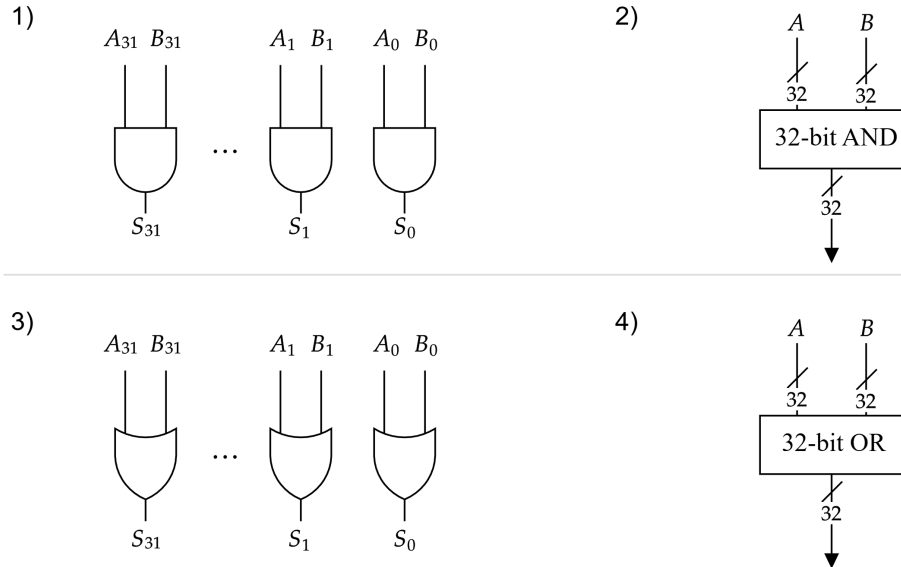 1)
A₃₁ B₃₁ A₁ B₁ A₀ B₀
...
S₃₁ S₁ S₀
2)
A B
32 32
32-bit AND
32
3)
A₃₁ B₃₁ A₁ B₁ A₀ B₀
...
S₃₁ S₁ S₀
4)
A B
32 32
32-bit OR
32